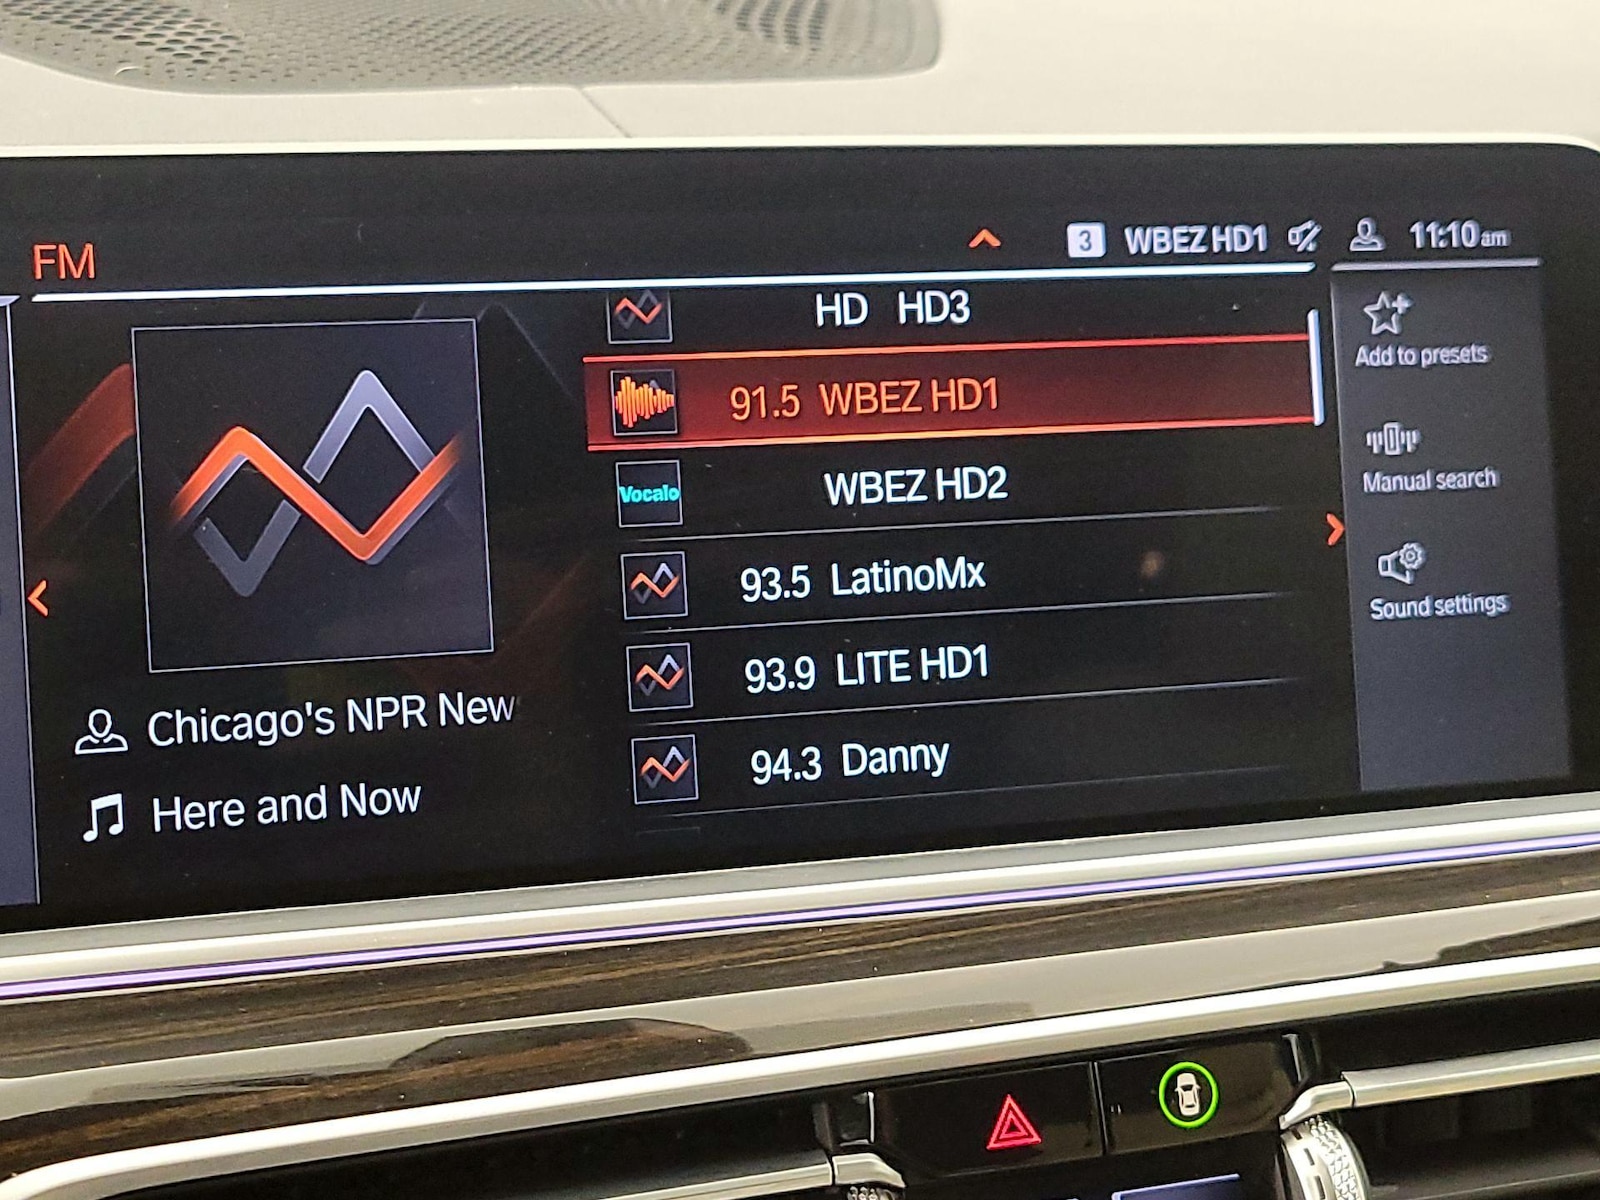 FM
3 WBEZ HD1 11:10 am
HD HD3
91.5 WBEZ HD1
Vocalo
WBEZ HD2
93.5 LatinoMx
93.9 LITE HD1
94.3 Danny
Chicago's NPR New
Here and Now
Add to presets
Manual search
Sound settings